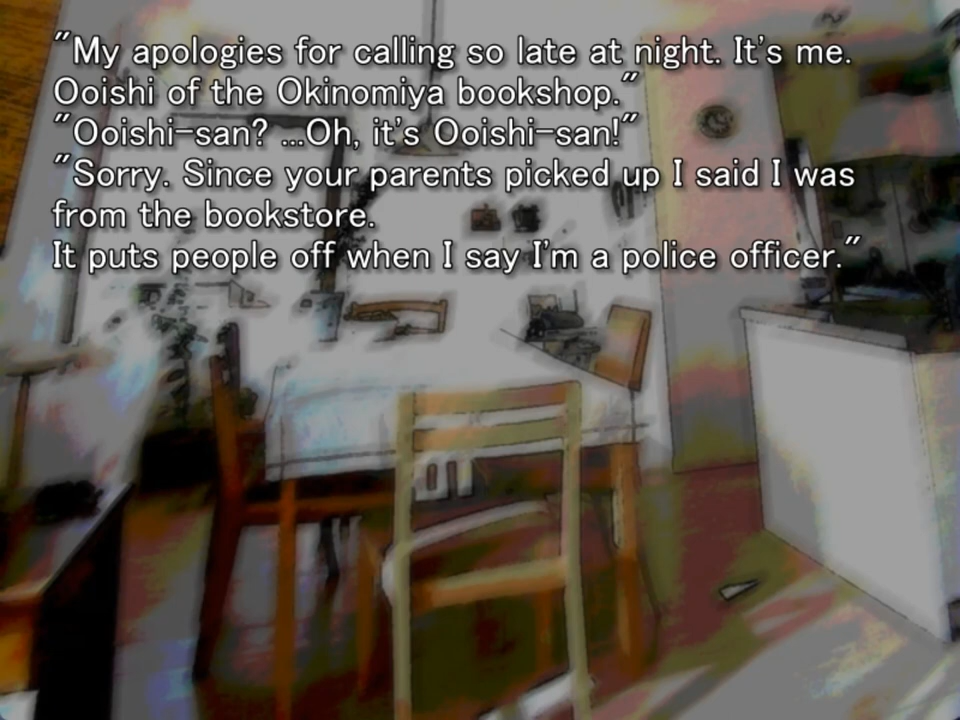 "My apologies for calling so late at night. It's me.
Ooishi of the Okinomiya bookshop."
"Ooishi-san? ...Oh, it's Ooishi-san!"
"Sorry. Since your parents picked up I said I was
from the bookstore.
It puts people off when I say I'm a police officer."